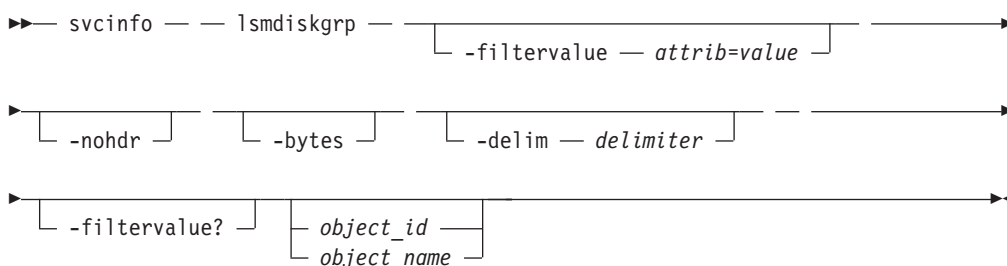 svcinfo lsmdiskgrp
-filtervalue attrib=value
-nohdr -bytes -delim delimiter
-filtervalue? object_id
object_name